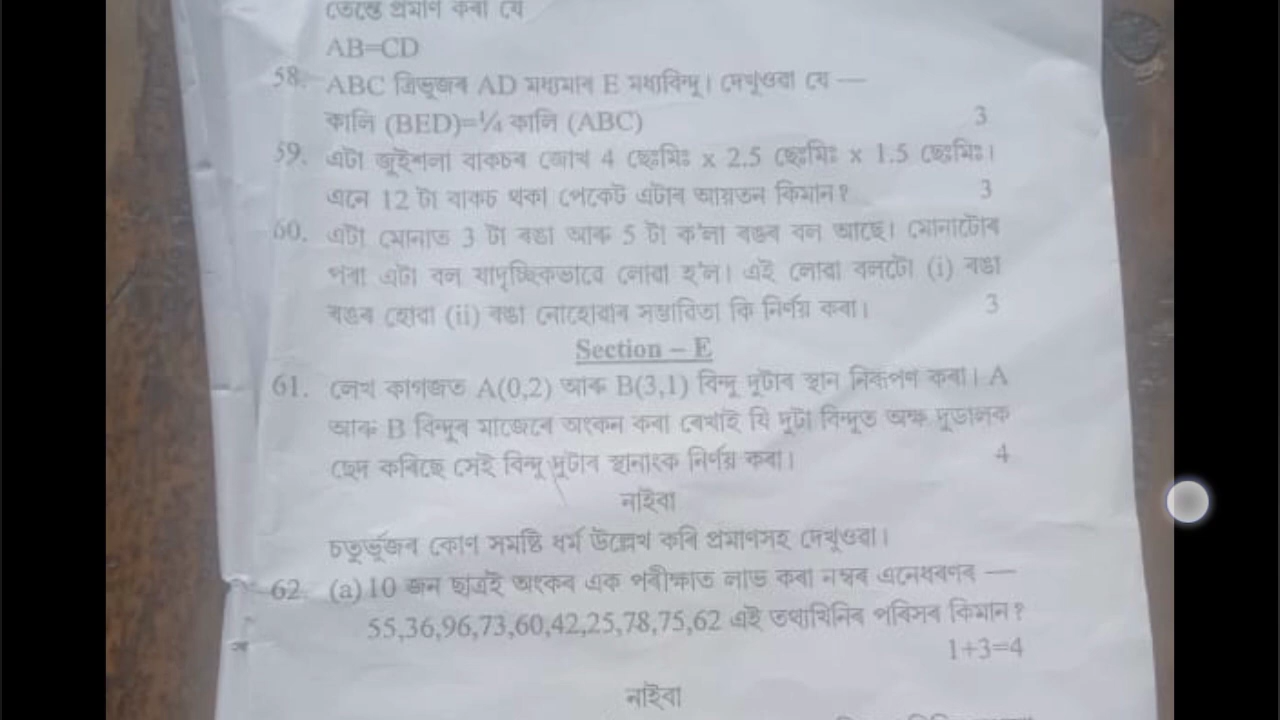 তেন্তে প্ৰমাণ কৰা যে
AB=CD
58. ABC ত্ৰিভূজৰ AD মধ্যমাৰ E মধ্যবিন্দু। দেখুওৱা যে —
কালি (BED)=¼ কালি (ABC) 3
59. এটা জুইশলা বাকচৰ জোখ 4 ছেঃমিঃ x 2.5 ছেঃমিঃ x 1.5 ছেঃমিঃ।
এনে 12 টা বাকচ থকা পেকেট এটাৰ আয়তন কিমান? 3
60. এটা মোনাত 3 টা ৰঙা আৰু 5 টা ক'লা ৰঙৰ বল আছে। মোনাটোৰ
পৰা এটা বল যাদৃচ্ছিকভাৱে লোৱা হ'ল। এই লোৱা বলটো (i) ৰঙা
ৰঙৰ হোৱা (ii) ৰঙা নোহোৱাৰ সম্ভাৱিতা কি নিৰ্ণয় কৰা। 3
Section – E
61. লেখ কাগজত A(0,2) আৰু B(3,1) বিন্দু দুটাৰ স্থান নিৰূপণ কৰা। A
আৰু B বিন্দুৰ মাজেৰে অংকন কৰা ৰেখাই যি দুটা বিন্দুত অক্ষ দুডালক
ছেদ কৰিছে সেই বিন্দু দুটাৰ স্থানাংক নিৰ্ণয় কৰা। 4
নাইবা
চতুৰ্ভূজৰ কোণ সমষ্টি ধৰ্ম উল্লেখ কৰি প্ৰমাণসহ দেখুওৱা।
62 (a) 10 জন ছাত্ৰই অংকৰ এক পৰীক্ষাত লাভ কৰা নম্বৰ এনেধৰণৰ —
55,36,96,73,60,42,25,78,75,62 এই তথ্যখিনিৰ পৰিসৰ কিমান?
1+3=4
নাইবা